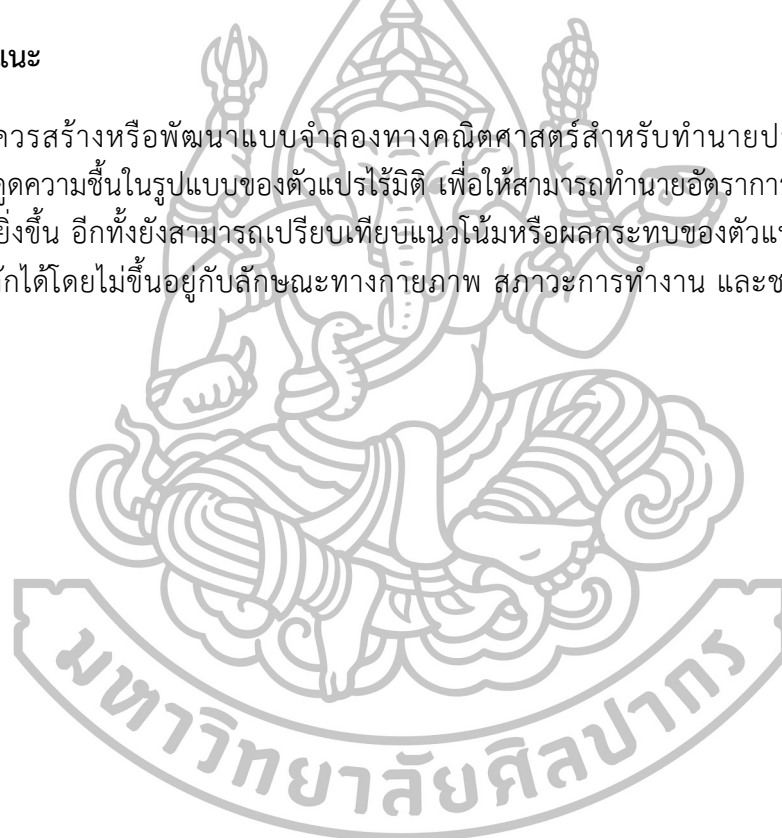 แนะ
ควรสร้างหรือพัฒนาแบบจำลองทางคณิตศาสตร์สำหรับทำนายป
ดูดความชื้นในรูปแบบของตัวแปรไร้มิติ เพื่อให้สามารถทำนายอัตราการ
ยิ่งขึ้น อีกทั้งยังสามารถเปรียบเทียบแนวโน้มหรือผลกระทบของตัวแ
ักได้โดยไม่ขึ้นอยู่กับลักษณะทางกายภาพ สภาวะการทำงาน และช
มหาวิทยาลัยศิลปากร